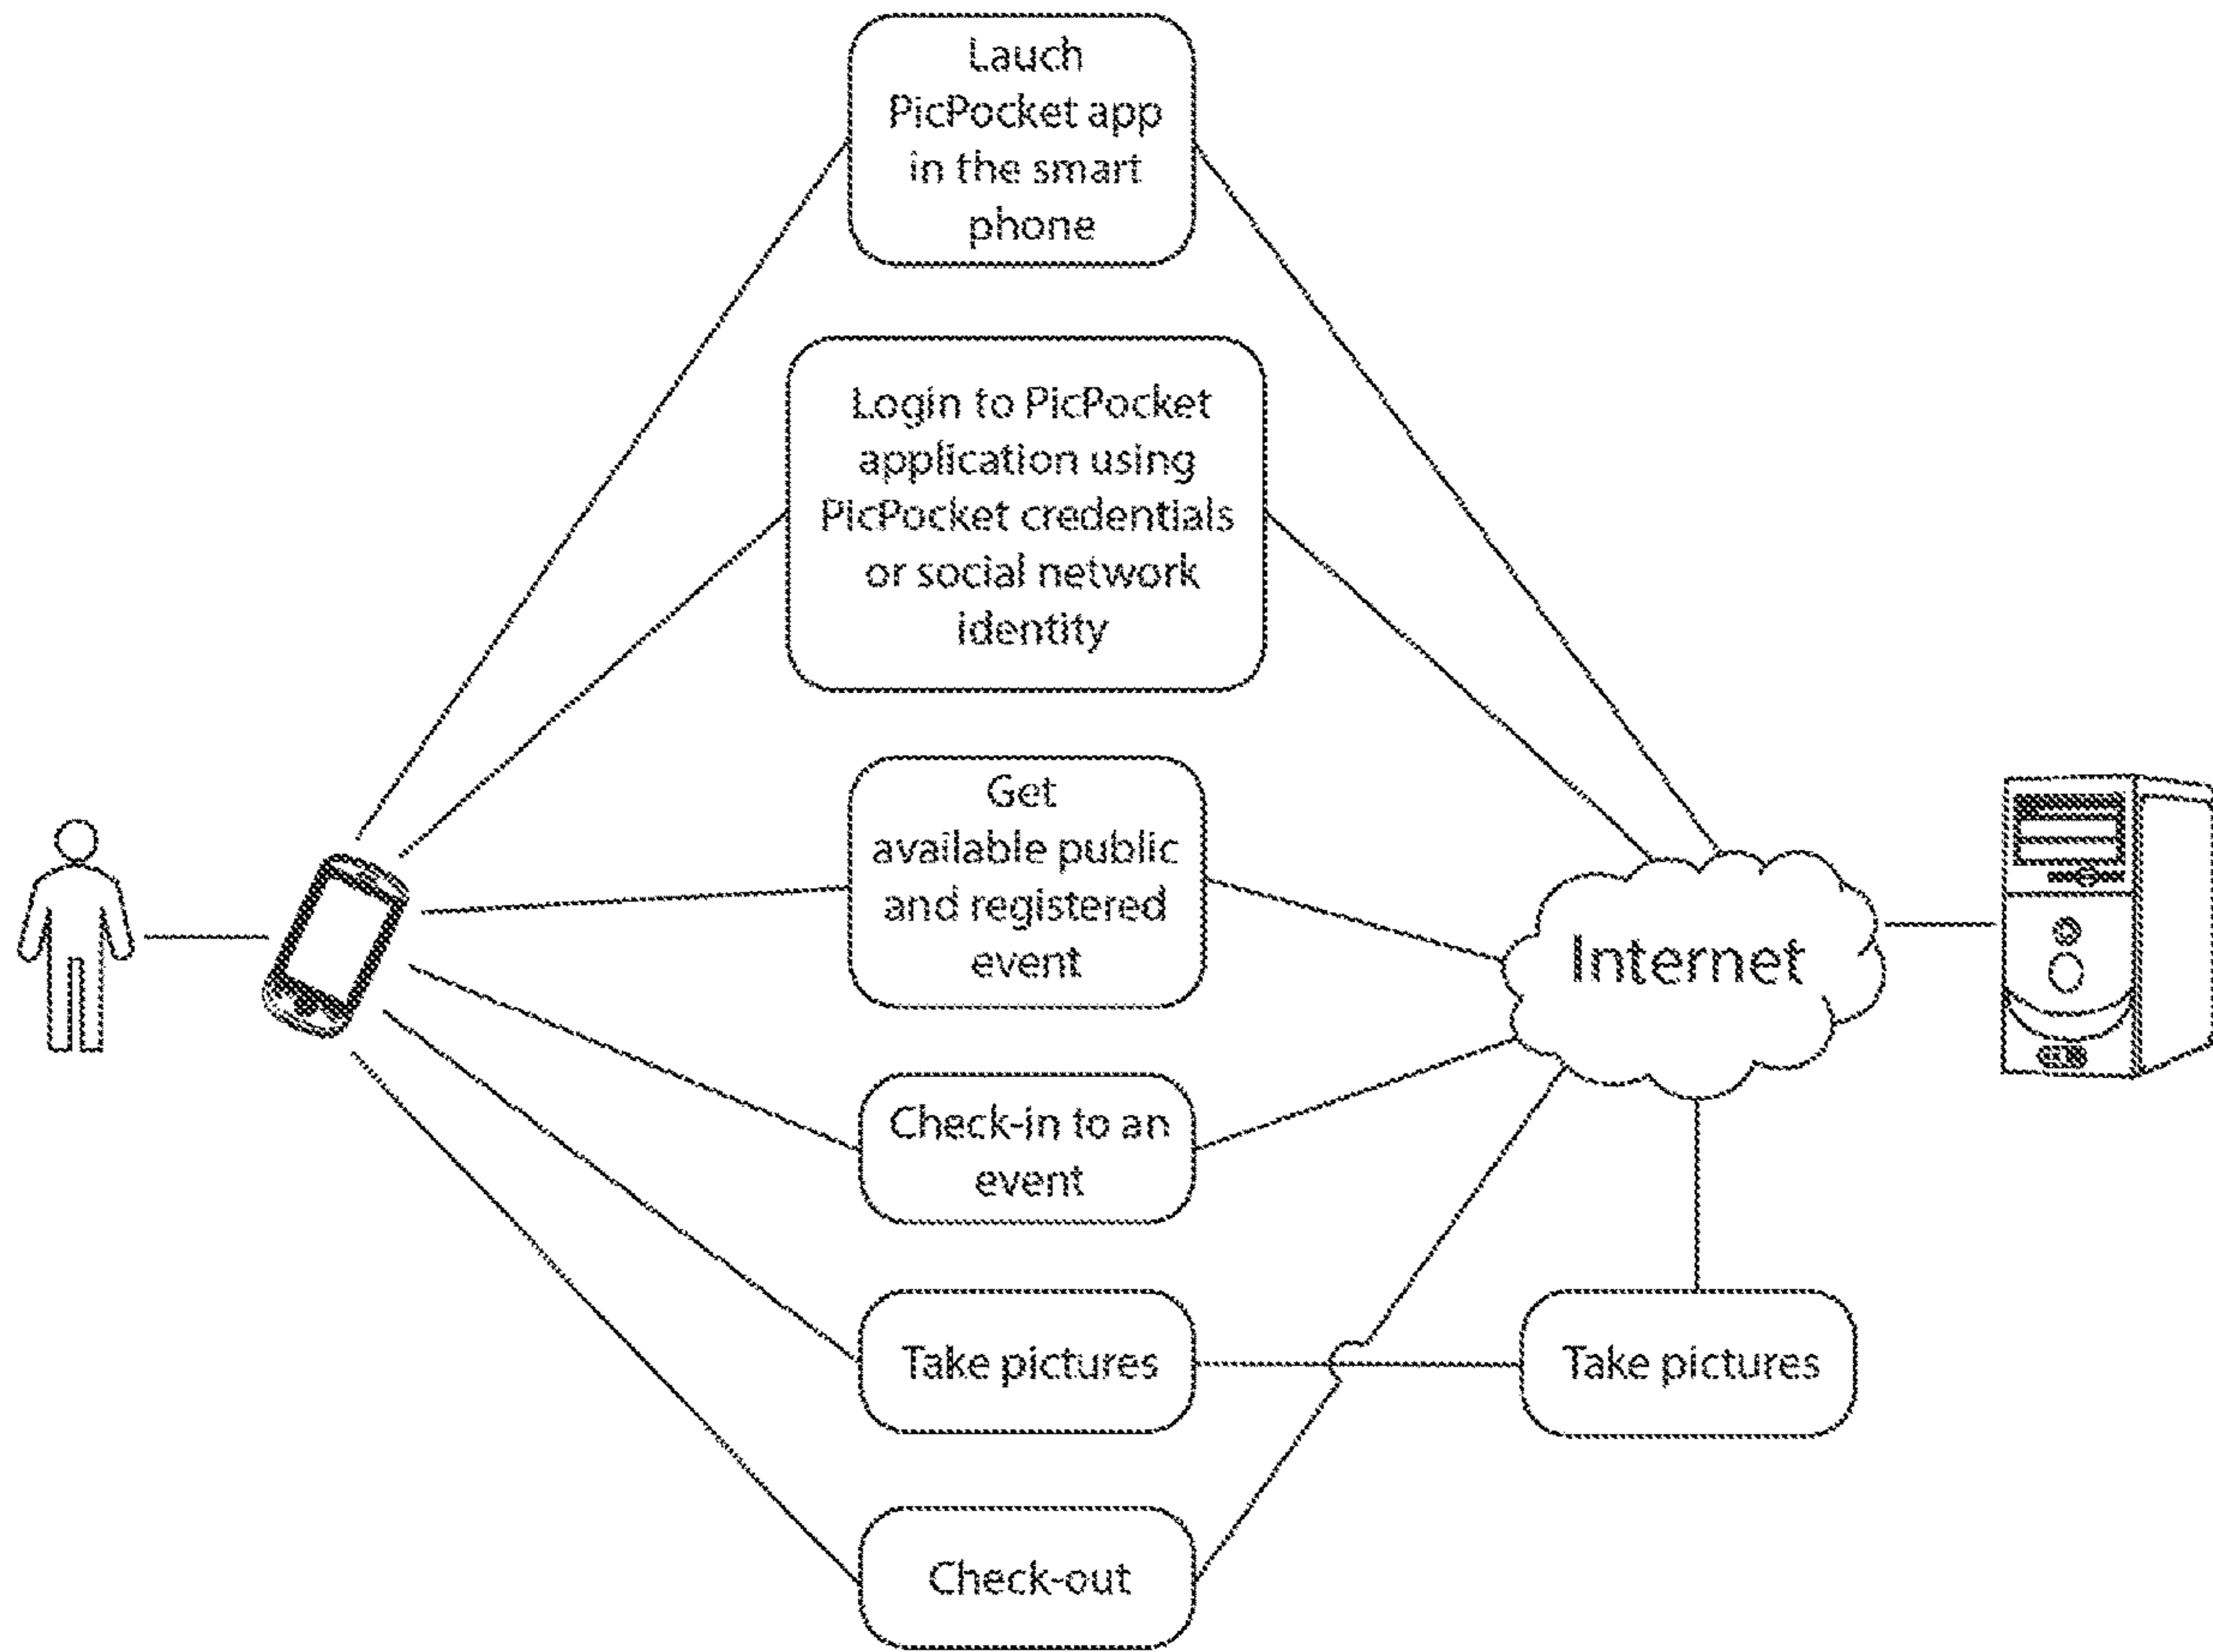 Lauch
PicPocket app
in the smart
phone
Login to PicPocket
application using
PicPocket credentials
or social network
identity
Get
available public
and registered
event
Internet
Check-in to an
event
Take pictures
Take pictures
Check-out